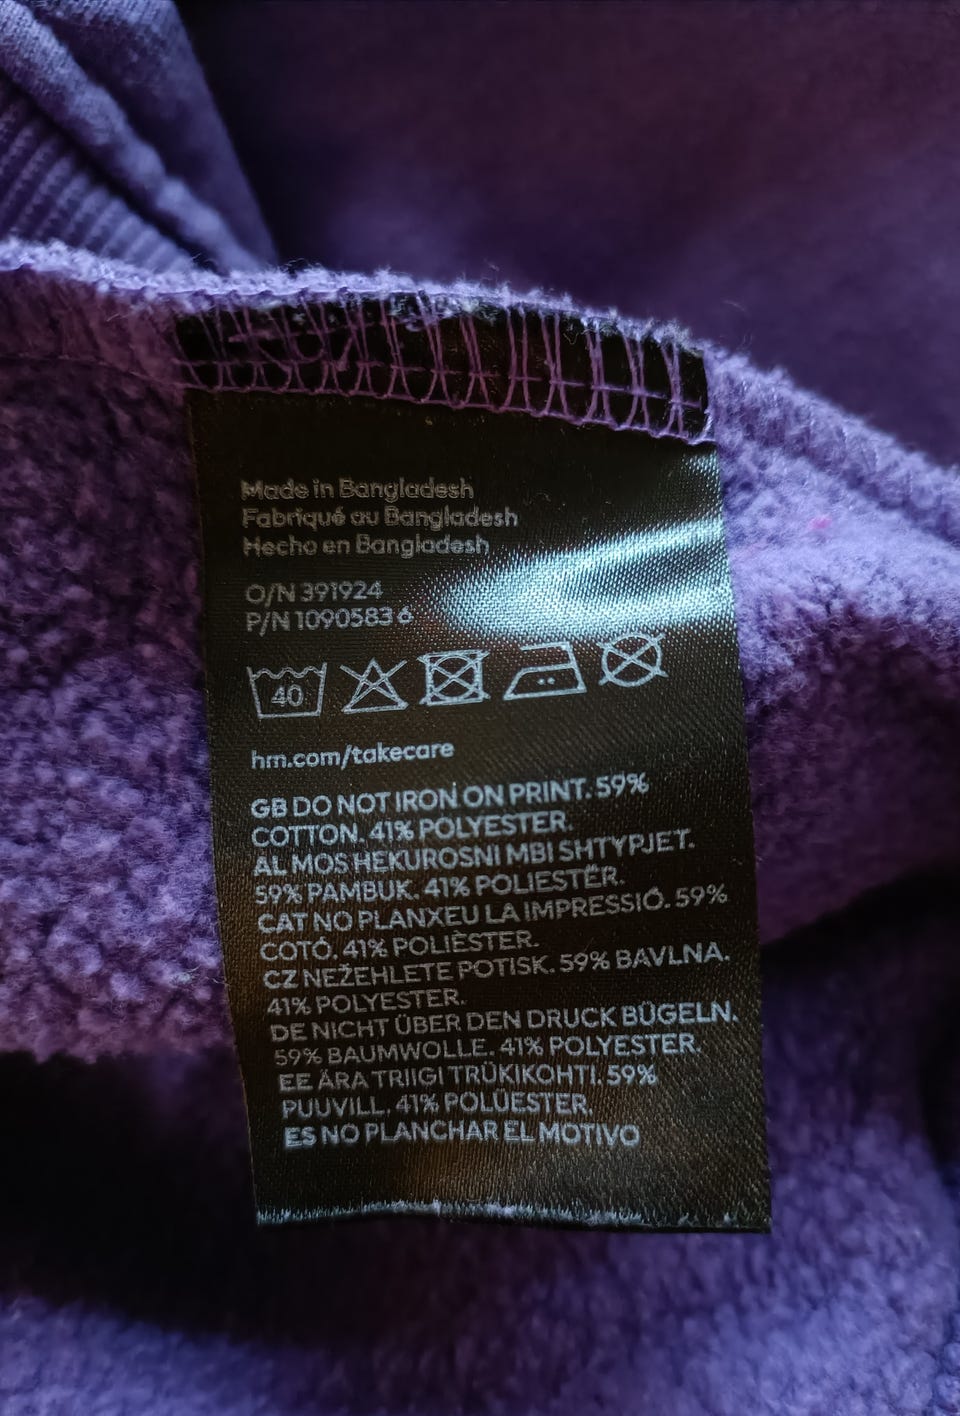 Made in Bangladesh
Fabriqué au Bangladesh
Hecho en Bangladesh
O/N 391924
P/N 1090583 6
40
hm.com/takecare
GB DO NOT IRON ON PRINT. 59%
COTTON. 41% POLYESTER.
AL MOS HEKUROSNI MBI SHTYPJET.
59% PAMBUK. 41% POLIESTËR.
CAT NO PLANXEU LA IMPRESSIÓ. 59%
COTÓ. 41% POLIÈSTER.
CZ NEŽEHLETE POTISK. 59% BAVLNA.
41% POLYESTER.
DE NICHT ÜBER DEN DRUCK BÜGELN.
59% BAUMWOLLE. 41% POLYESTER.
EE ÄRA TRIIGI TRÜKIKOHTI. 59%
PUUVILL. 41% POLÜESTER.
ES NO PLANCHAR EL MOTIVO